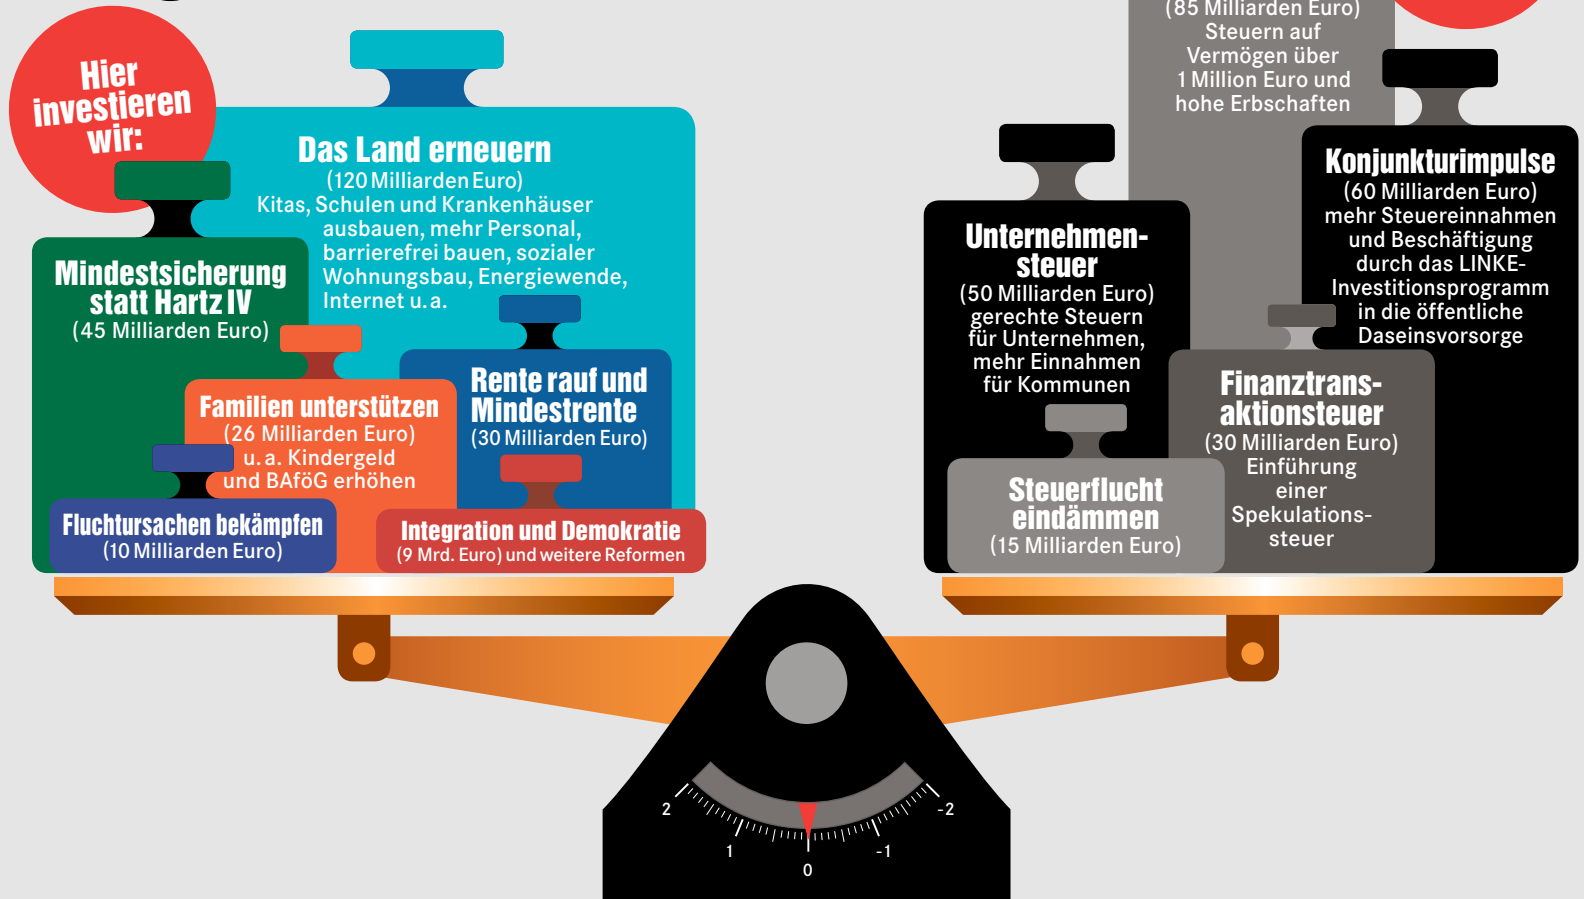 Hier
investieren
wir:
Das Land erneuern
(120 Milliarden Euro)
Kitas, Schulen und Krankenhäuser
ausbauen, mehr Personal,
barrierefrei bauen, sozialer
Wohnungsbau, Energiewende,
Internet u. a.
Mindestsicherung
statt Hartz IV
(45 Milliarden Euro)
Familien unterstützen
(26 Milliarden Euro)
u. a. Kindergeld
und BAföG erhöhen
Rente rauf und
Mindestrente
(30 Milliarden Euro)
Fluchtursachen bekämpfen
(10 Milliarden Euro)
Integration und Demokratie
(9 Mrd. Euro) und weitere Reformen
(85 Milliarden Euro)
Steuern auf
Vermögen über
1 Million Euro und
hohe Erbschaften
Unternehmen-
steuer
(50 Milliarden Euro)
gerechte Steuern
für Unternehmen,
mehr Einnahmen
für Kommunen
Konjunkturimpulse
(60 Milliarden Euro)
mehr Steuereinnahmen
und Beschäftigung
durch das LINKE-
Investitionsprogramm
in die öffentliche
Daseinsvorsorge
Finanztrans-
aktionsteuer
(30 Milliarden Euro)
Einführung
einer
Spekulations-
steuer
Steuerflucht
eindämmen
(15 Milliarden Euro)
2
1
0
-1
-2